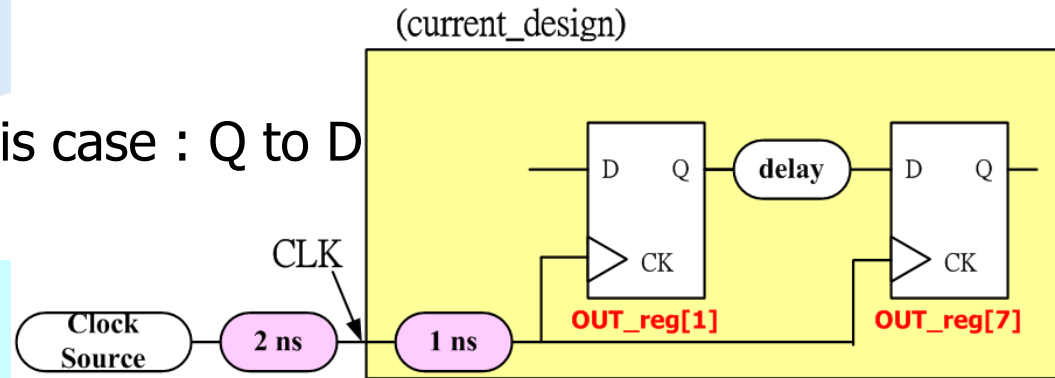 (current_design)
is case : Q to D
D Q delay D Q
CLK
CK CK
OUT_reg[1] OUT_reg[7]
Clock
Source
2 ns
1 ns